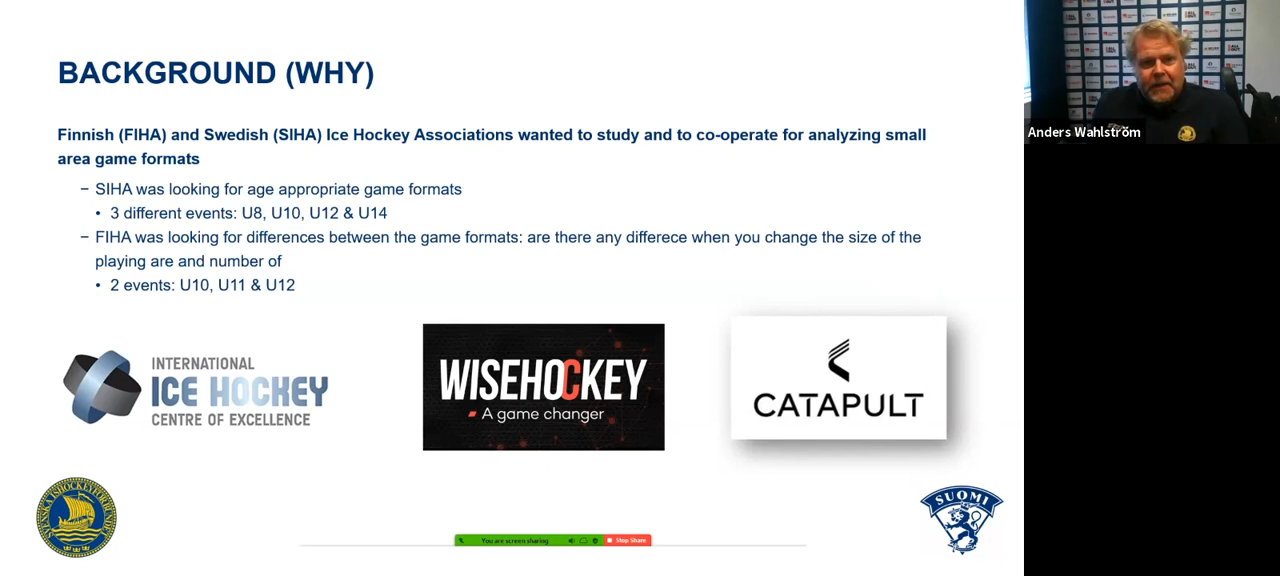 BACKGROUND (WHY)
Finnish (FIHA) and Swedish (SIHA) Ice Hockey Associations wanted to study and to co-operate for analyzing small
area game formats
− SIHA was looking for age appropriate game formats
• 3 different events: U8, U10, U12 & U14
− FIHA was looking for differences between the game formats: are there any differece when you change the size of the
playing are and number of
• 2 events: U10, U11 & U12
INTERNATIONAL
ICE HOCKEY
CENTRE OF EXCELLENCE
WISEHOCKEY
A game changer
CATAPULT
SVENSKA ISHOCKEYFÖRBUNDET
SUOMI
You are screen sharing
Stop Share
Anders Wahlström